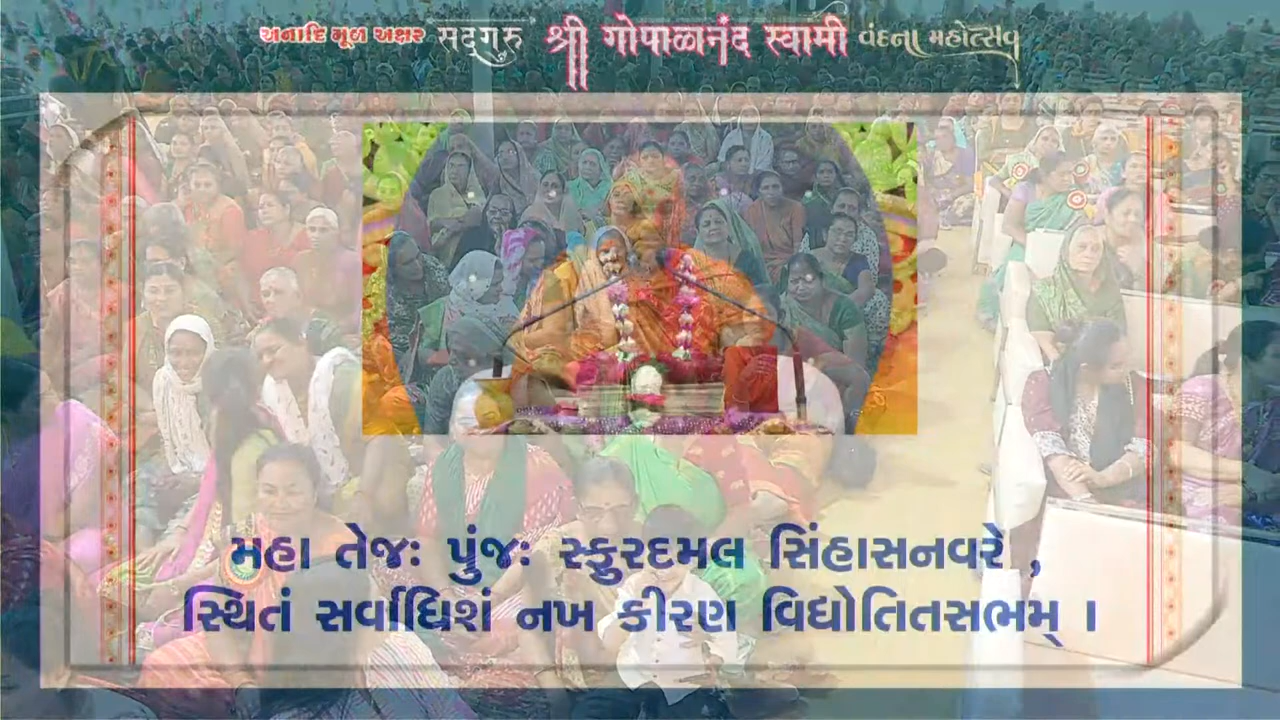 અનાદિ મૂળ અક્ષર સદ્‌ગુરુ શ્રી ગોપાળાનંદ સ્વામી વંદના મહોત્સવ
મહા તેજઃ પુંજઃ સ્ફુરદમલ સિંહાસનવરે ,
સ્થિતં સર્વાધિશં નખ કીરણ વિદ્યોતિતસભમ્ ।